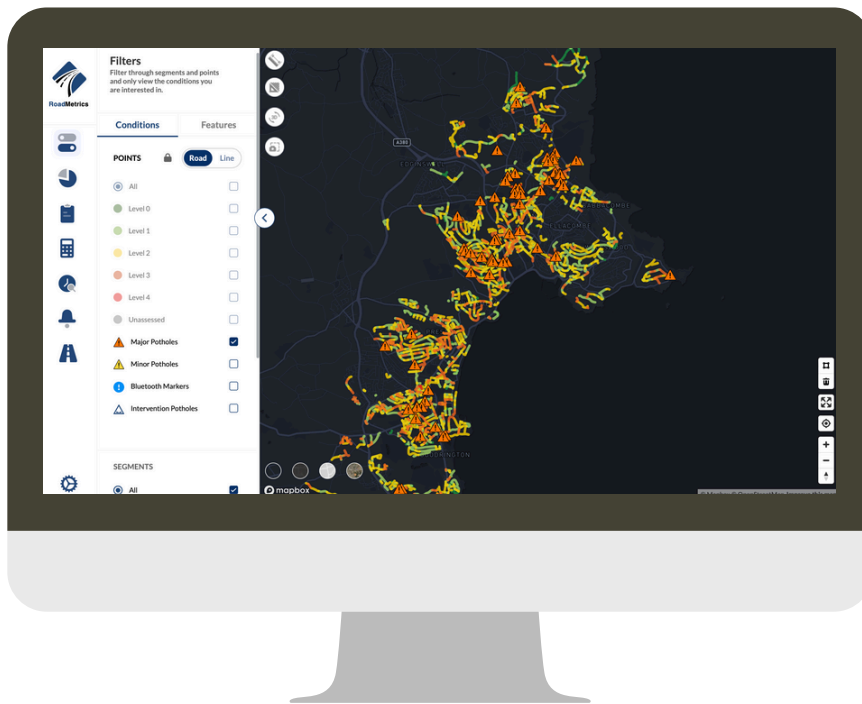 RoadMetrics
Filters
Filter through segments and points
and only view the conditions you
are interested in.
Conditions
Features
POINTS
Road
Line
All
Level 0
Level 1
Level 2
Level 3
Level 4
Unassessed
Major Potholes
Minor Potholes
Bluetooth Markers
Intervention Potholes
SEGMENTS
All
A380
mapbox